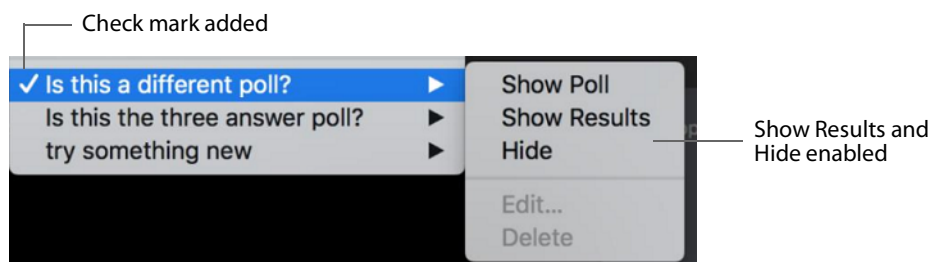 Check mark added
✓ Is this a different poll? ▶
Is this the three answer poll? ▶
try something new ▶
Show Poll
Show Results
Hide
Edit...
Delete
Show Results and
Hide enabled